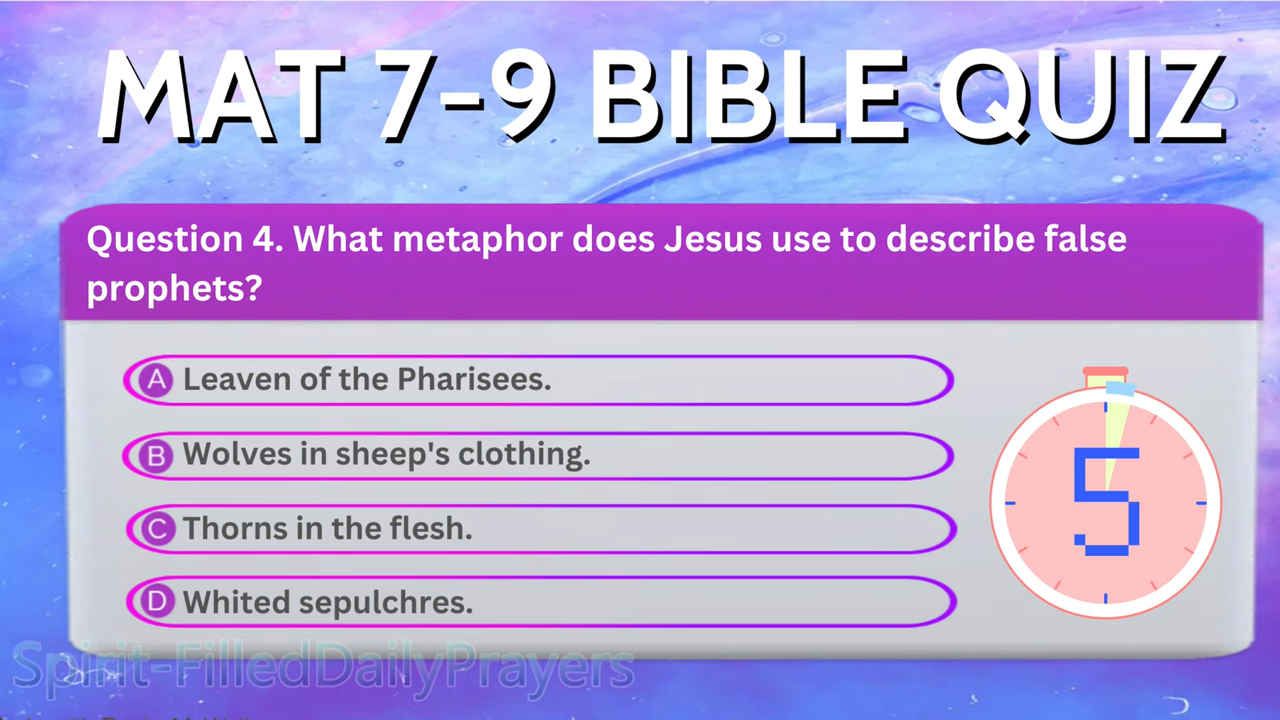 MAT 7-9 BIBLE QUIZ
Question 4. What metaphor does Jesus use to describe false
prophets?
A Leaven of the Pharisees.
B Wolves in sheep's clothing.
C Thorns in the flesh.
D Whited sepulchres.
5
Spirit-FilledDailyPrayers